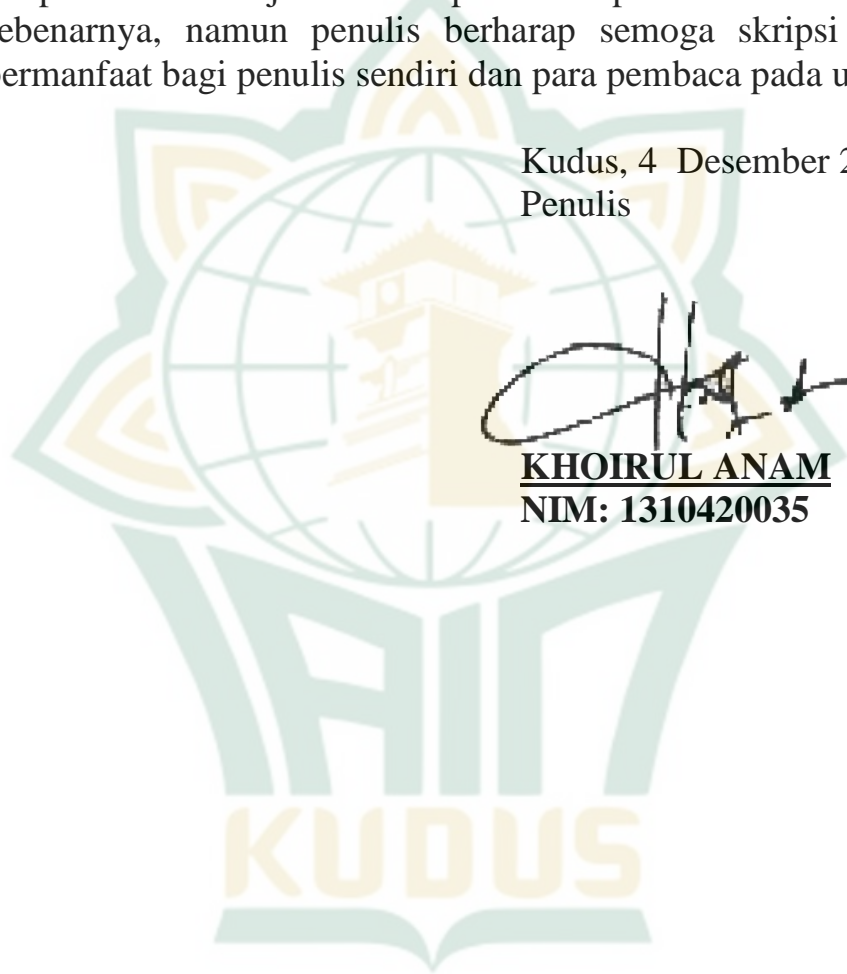 sebenarnya, namun penulis berharap semoga skripsi
bermanfaat bagi penulis sendiri dan para pembaca pada
Kudus, 4 Desember
Penulis
KHOIRUL ANAM
NIM: 1310420035
IAIN
KUDUS